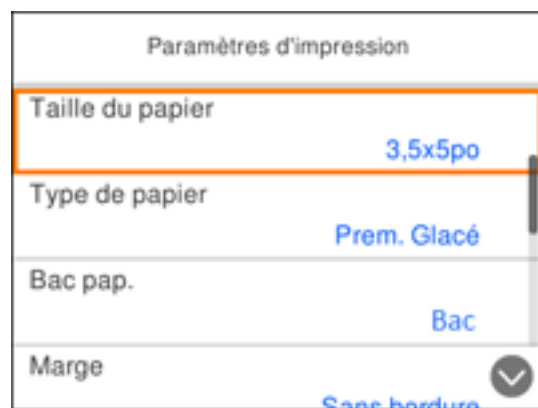 Paramètres d'impression
Taille du papier
3,5x5po
Type de papier
Prem. Glacé
Bac pap.
Bac
Marge
Sans bordure